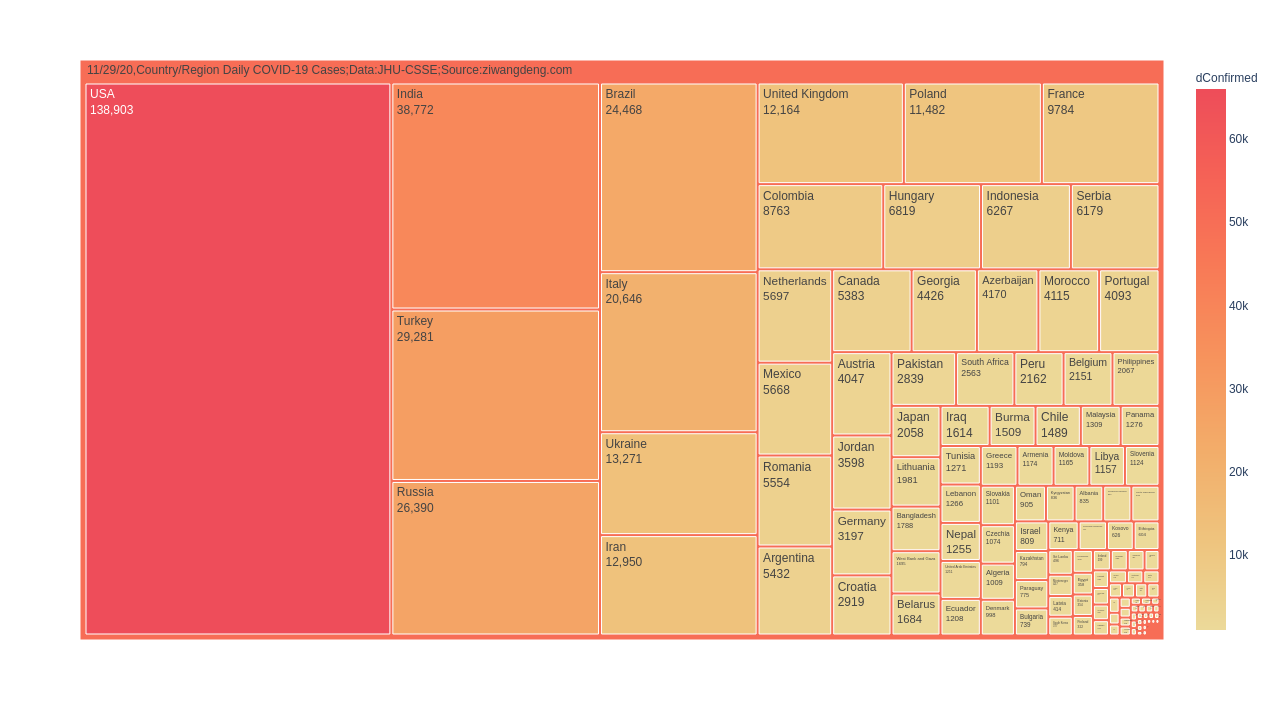 11/29/20,Country/Region Daily COVID-19 Cases;Data:JHU-CSSE;Source:ziwangdeng.com
USA
138,903
India
38,772
Turkey
29,281
Russia
26,390
Brazil
24,468
Italy
20,646
Ukraine
13,271
Iran
12,950
United Kingdom
12,164
Poland
11,482
France
9784
Colombia
8763
Hungary
6819
Indonesia
6267
Serbia
6179
Netherlands
5697
Mexico
5668
Romania
5554
Argentina
5432
Canada
5383
Georgia
4426
Azerbaijan
4170
Morocco
4115
Portugal
4093
Austria
4047
Jordan
3598
Germany
3197
Croatia
2919
Pakistan
2839
South Africa
2563
Peru
2162
Belgium
2151
Philippines
2067
Japan
2058
Lithuania
1981
Bangladesh
1788
West Bank and Gaza
Belarus
1684
Iraq
1614
Burma
1509
Chile
1489
Malaysia
1309
Panama
1276
Tunisia
1271
Lebanon
1266
Nepal
1255
United Arab Emirates
Ecuador
1208
Greece
1193
Armenia
1174
Moldova
1165
Libya
1157
Slovenia
1124
Slovakia
1101
Czechia
1074
Algeria
1009
Denmark
998
Oman
905
Kyrgyzstan
Albania
835
Israel
809
Kazakhstan
794
Paraguay
775
Bulgaria
739
Kenya
711
Kosovo
Ethiopia
Sri Lanka
Latvia
414
Egypt
dConfirmed
60k
50k
40k
30k
20k
10k